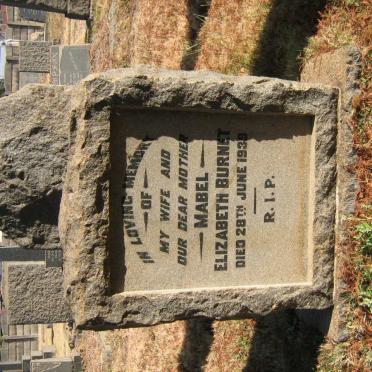 IN LOVING MEMORY
OF
MY WIFE AND
OUR DEAR MOTHER
MABEL
ELIZABETH BURNET
DIED 28TH JUNE 1939
R.I.P.